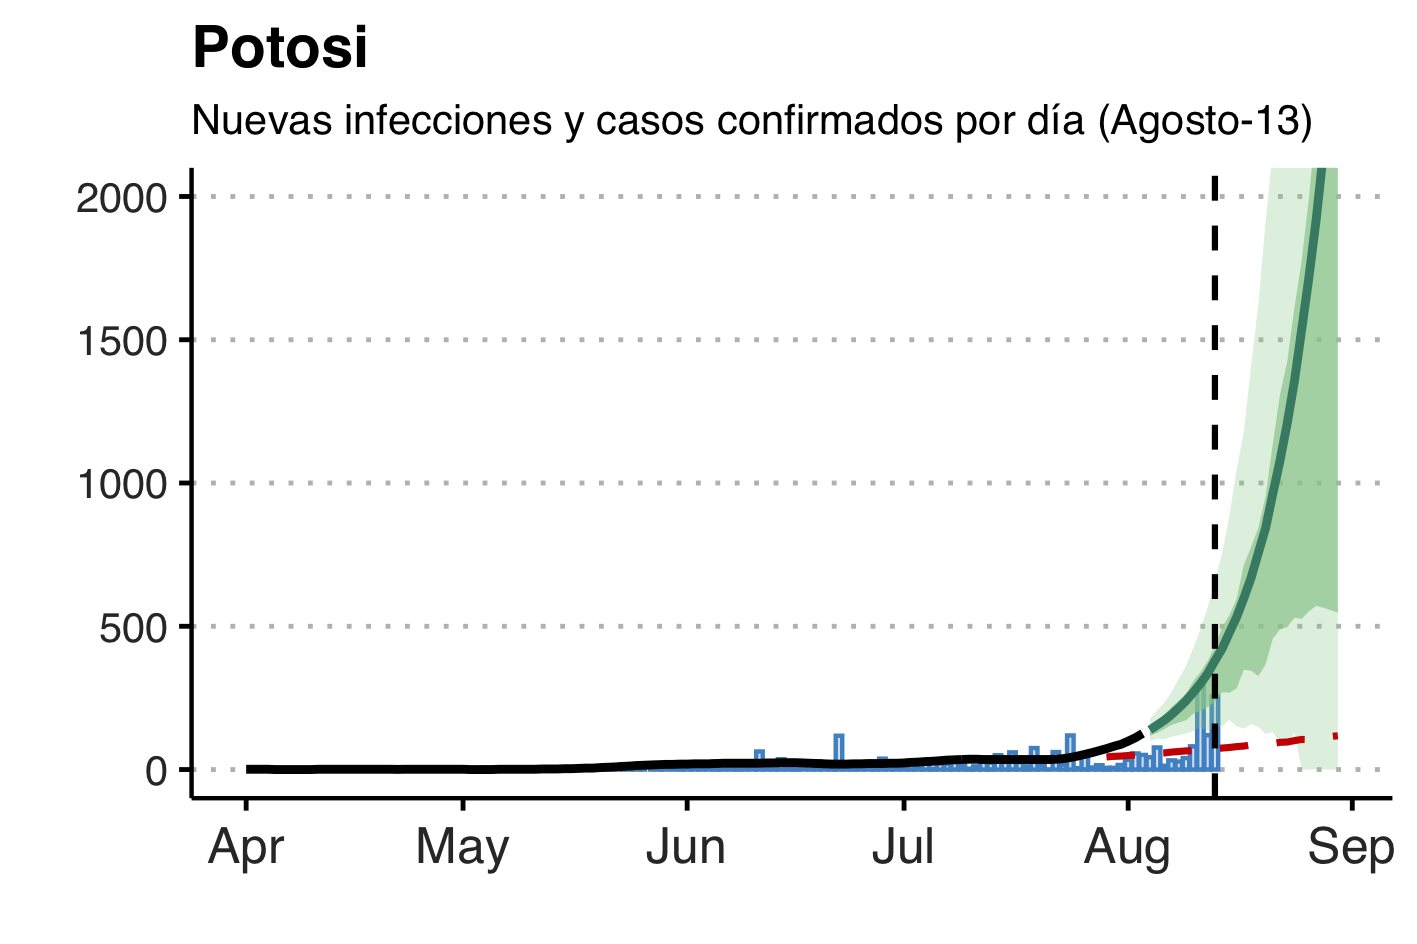 Potosi
Nuevas infecciones y casos confirmados por día (Agosto-13)
2000
1500
1000
500
0
Apr May Jun Jul Aug Sep